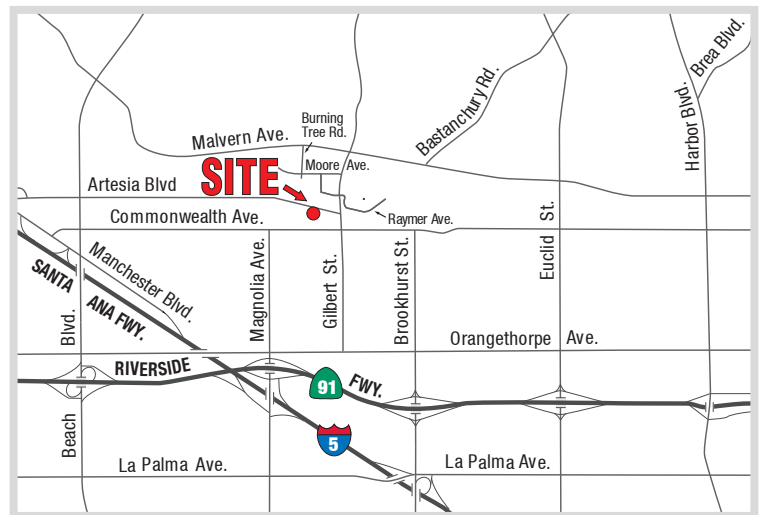 Brea Blvd.
Harbor Blvd.
Bastanchury Rd.
Burning
Tree Rd.
Malvern Ave.
Moore Ave.
SITE
Artesia Blvd
Commonwealth Ave.
Raymer Ave.
Manchester Blvd.
SANTA ANA FWY.
Magnolia Ave.
Gilbert St.
Brookhurst St.
Euclid St.
Beach Blvd.
Orangethorpe Ave.
RIVERSIDE FWY.
91
5
La Palma Ave.
La Palma Ave.